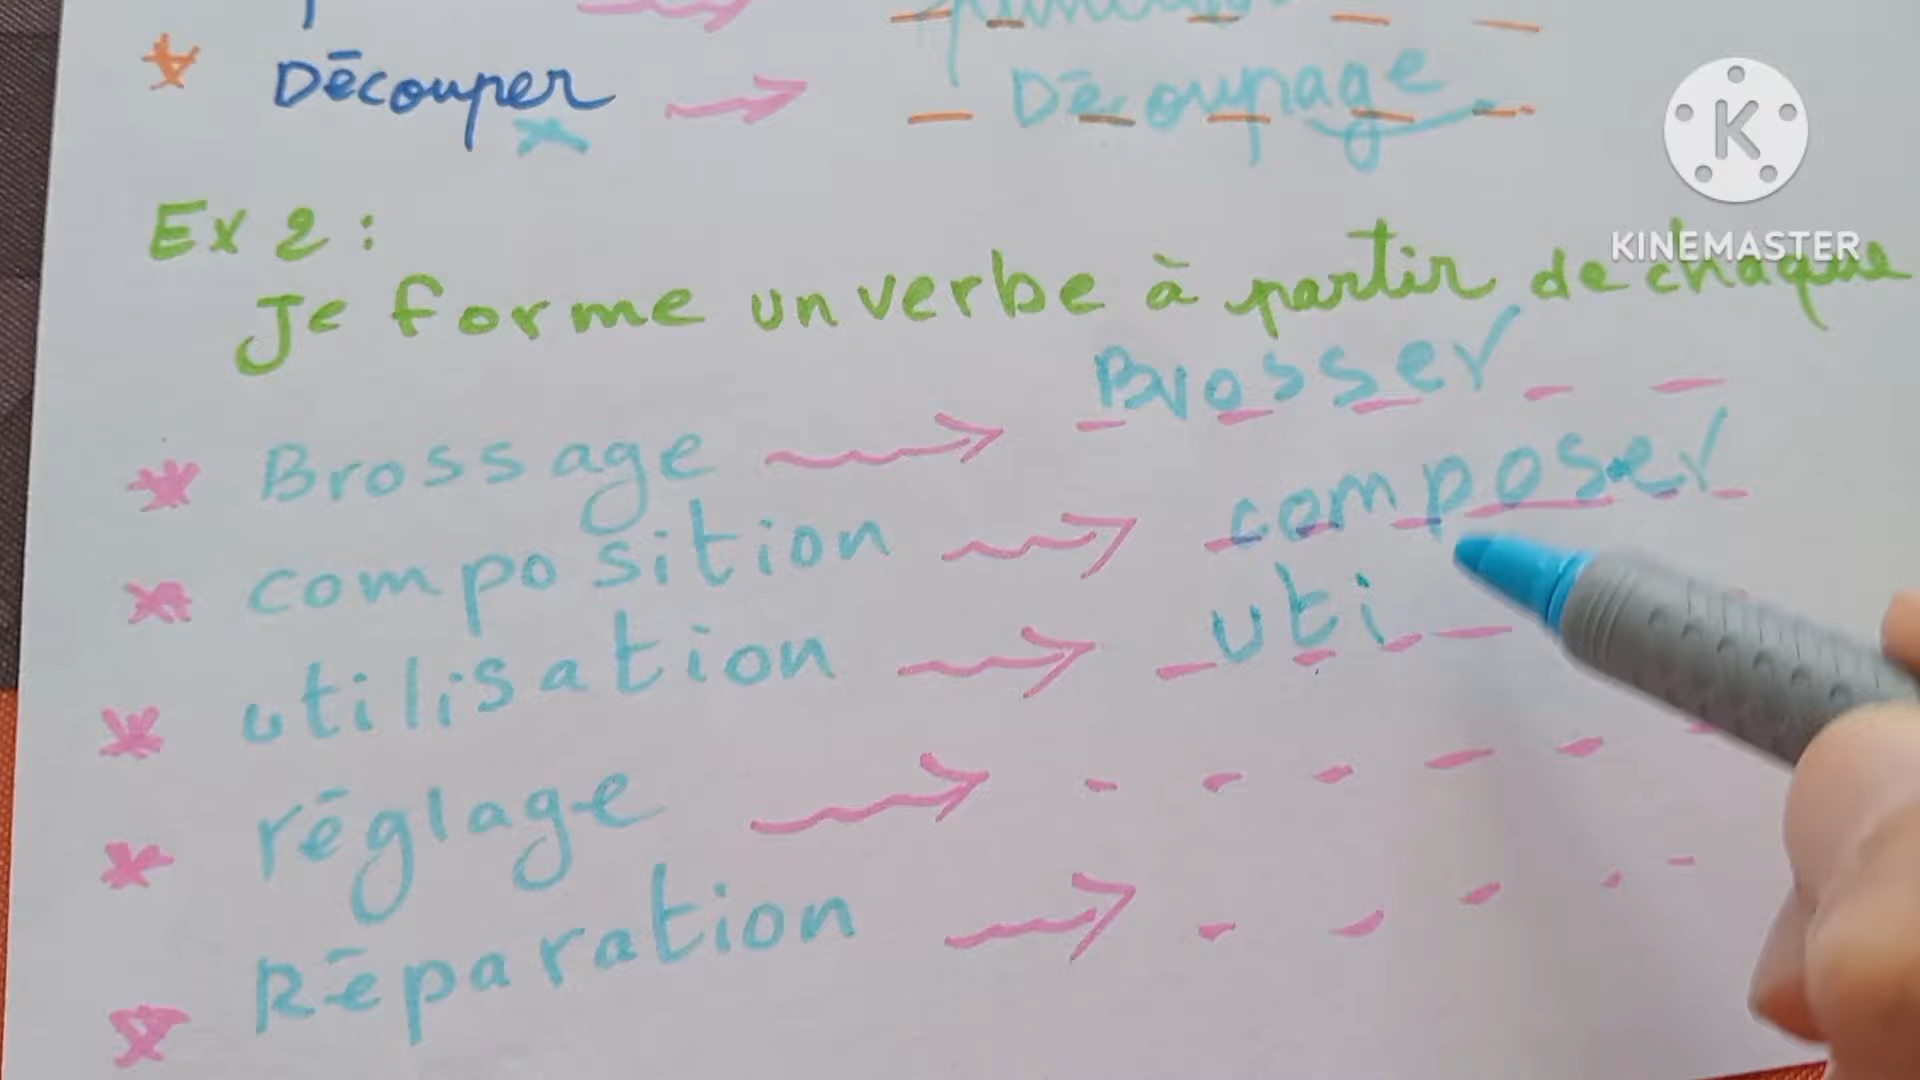 Découper Découpage
Ex 2 :
Je forme un verbe à partir de chaque
Brossage Brosser
composition composer
utilisation uti
réglage
Réparation
K
KINEMASTER